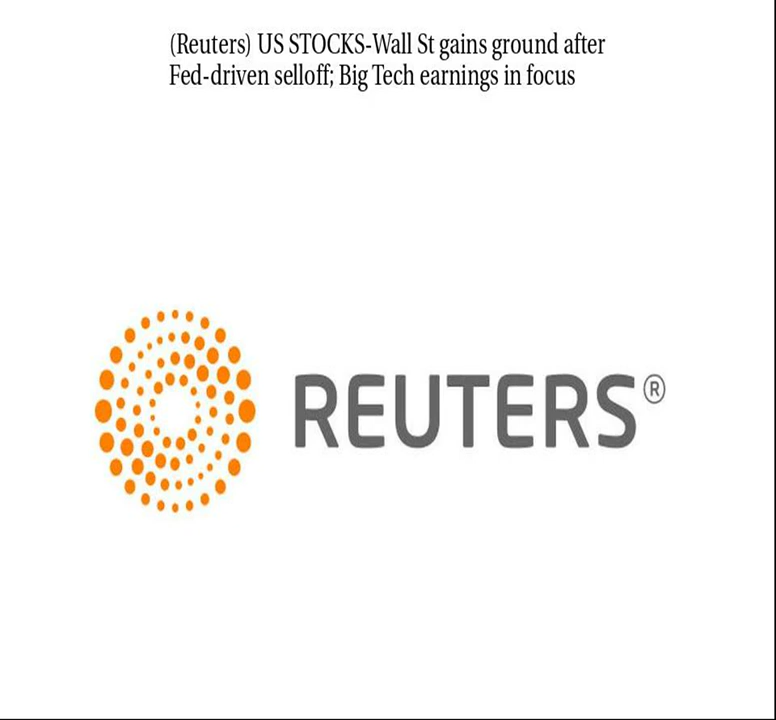 (Reuters) US STOCKS-Wall St gains ground after
Fed-driven selloff; Big Tech earnings in focus
REUTERS®